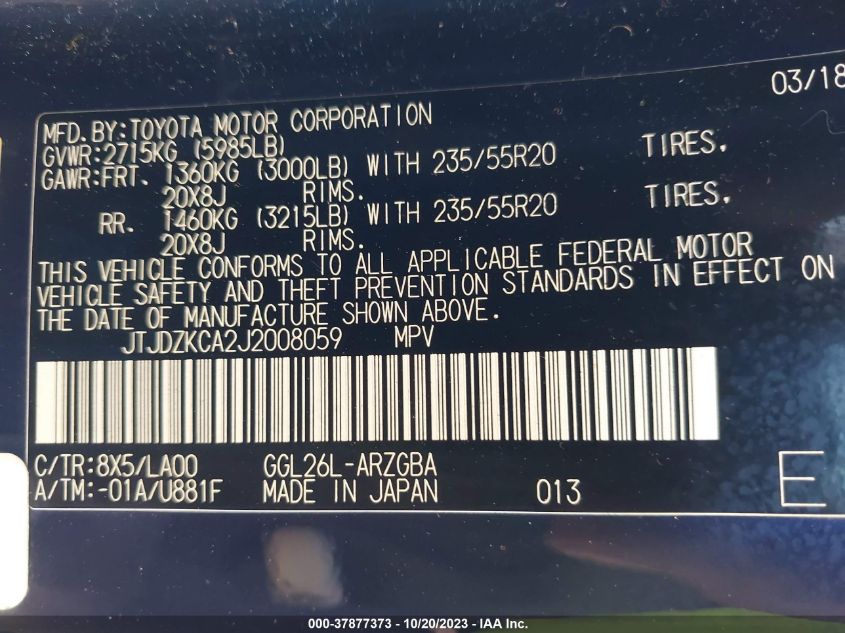 03/18
MFD. BY: TOYOTA MOTOR CORPORATION
GVWR: 2715KG (5985LB)
GAWR: FRT. 1360KG (3000LB) WITH 235/55R20 TIRES.
20X8J RIMS.
RR. 1460KG (3215LB) WITH 235/55R20 TIRES.
20X8J RIMS.
THIS VEHICLE CONFORMS TO ALL APPLICABLE FEDERAL MOTOR
VEHICLE SAFETY AND THEFT PREVENTION STANDARDS IN EFFECT ON
THE DATE OF MANUFACTURE SHOWN ABOVE.
JTJDZKCA2J2008059 MPV
C/TR: 8X5/LA00 GGL26L-ARZGBA
A/TM: -01A/U881F MADE IN JAPAN 013 E
000-37877373 - 10/20/2023 - IAA Inc.